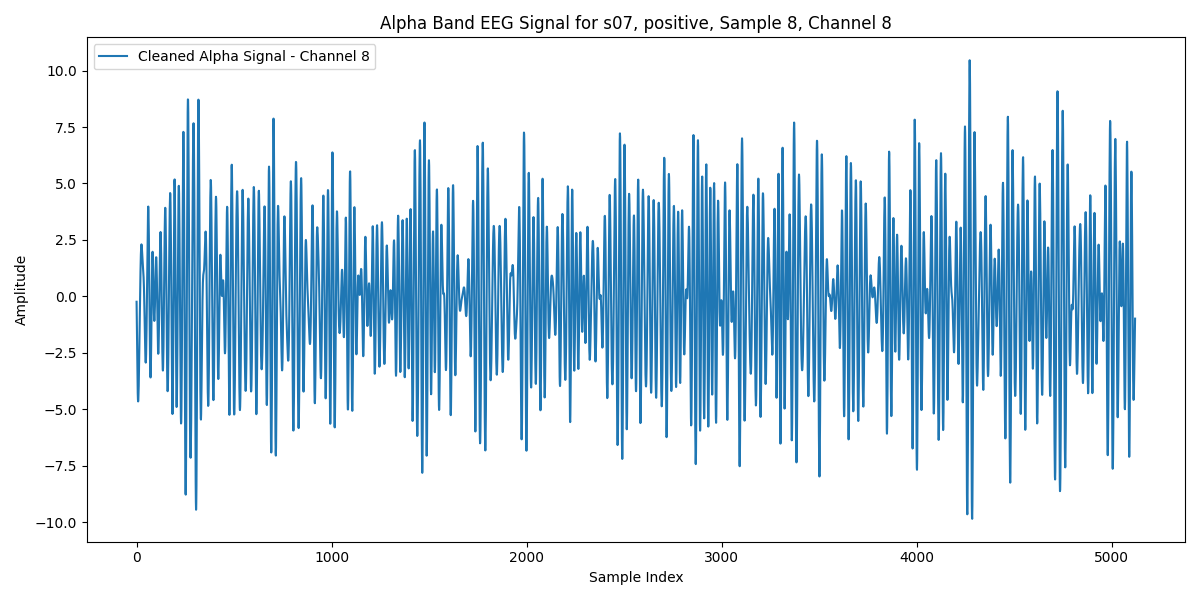 Alpha Band EEG Signal for s07, positive, Sample 8, Channel 8
Cleaned Alpha Signal - Channel 8
10.0
7.5
5.0
2.5
0.0
−2.5
−5.0
−7.5
−10.0
Amplitude
0 1000 2000 3000 4000 5000
Sample Index